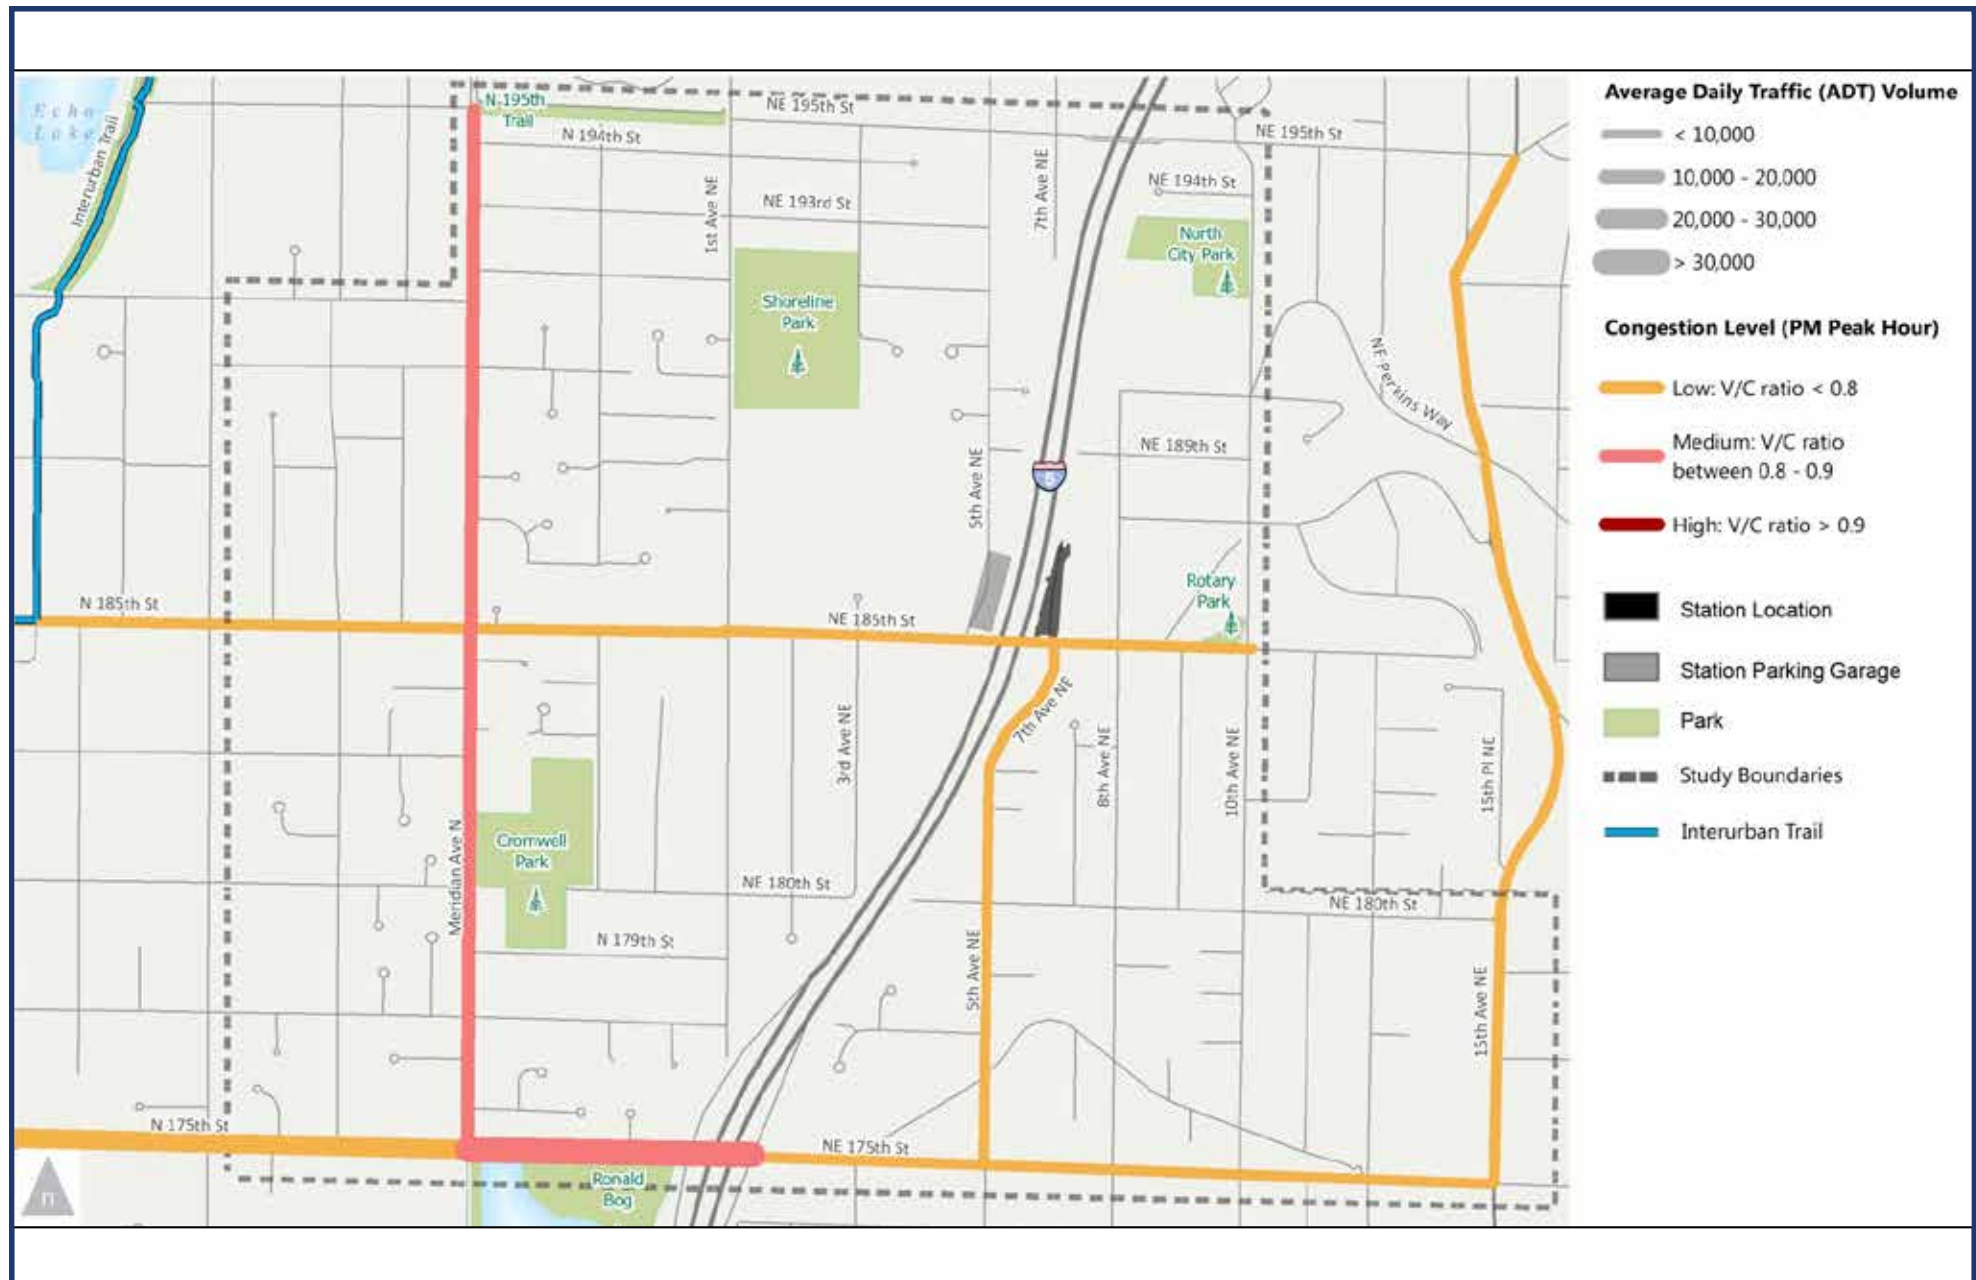 Echo
Lake
Interurban Trail
N 195th
Trail
N 194th St
NE 195th St
NE 195th St
1st Ave NE
NE 193rd St
7th Ave NE
NE 194th St
North
City Park
Shoreline
Park
NE Perkins Way
NE 189th St
5th Ave NE
5
Rotary
Park
N 185th St
NE 185th St
7th Ave NE
3rd Ave NE
8th Ave NE
10th Ave NE
15th Pl NE
Meridian Ave N
Cromwell
Park
NE 180th St
NE 180th St
N 179th St
5th Ave NE
15th Ave NE
N 175th St
NE 175th St
Ronald
Bog
n
Average Daily Traffic (ADT) Volume
< 10,000
10,000 - 20,000
20,000 - 30,000
> 30,000
Congestion Level (PM Peak Hour)
Low: V/C ratio < 0.8
Medium: V/C ratio
between 0.8 - 0.9
High: V/C ratio > 0.9
Station Location
Station Parking Garage
Park
Study Boundaries
Interurban Trail